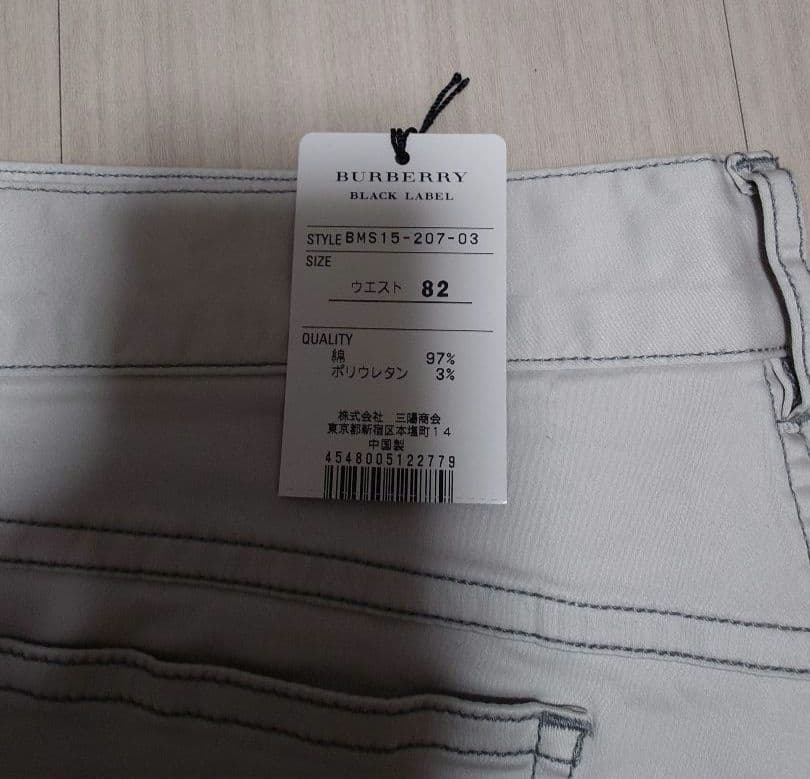 BURBERRY
BLACK LABEL
STYLE BMS15-207-03
SIZE
ウエスト 82
QUALITY
綿 97%
ポリウレタン 3%
株式会社 三陽商会
東京都新宿区本塩町14
中国製
4548005122779